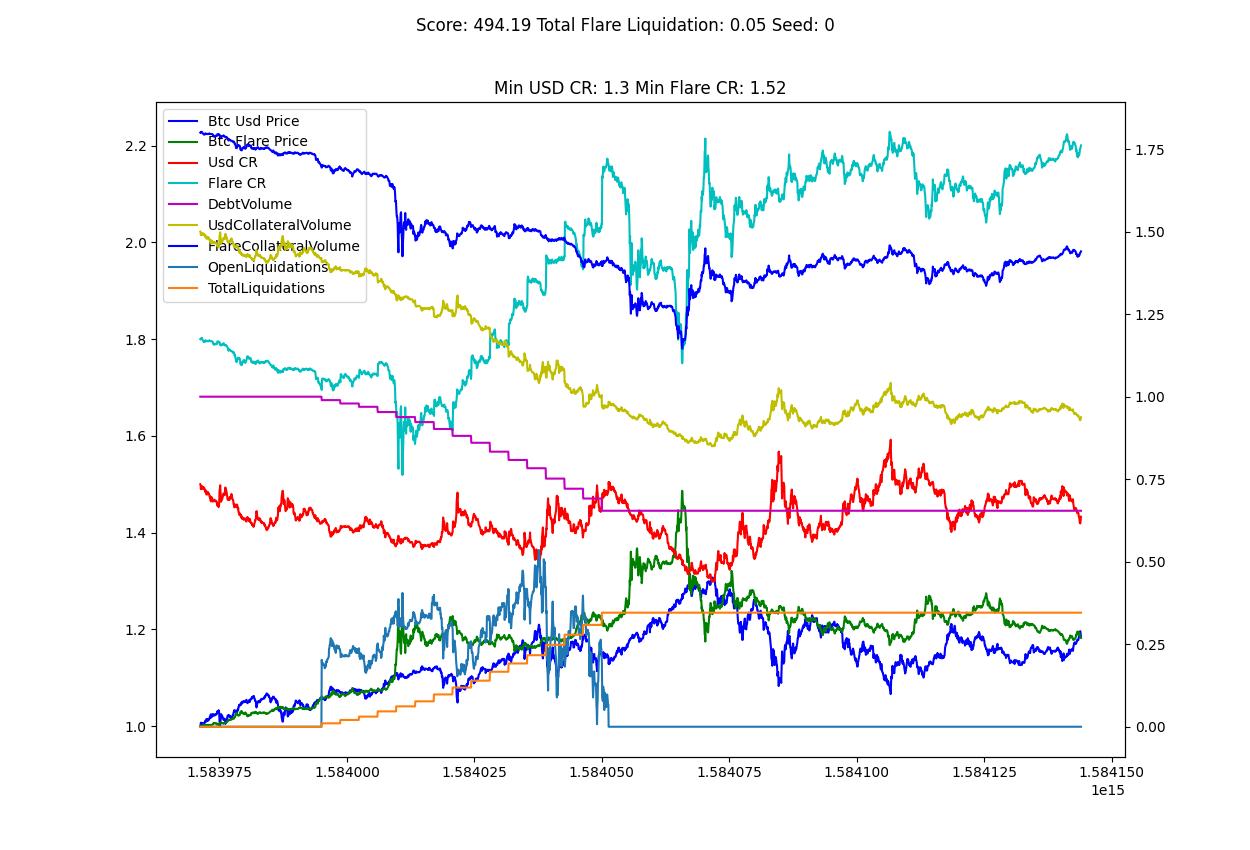 Score: 494.19 Total Flare Liquidation: 0.05 Seed: 0
Min USD CR: 1.3 Min Flare CR: 1.52
Btc Usd Price
Btc Flare Price
Usd CR
Flare CR
DebtVolume
UsdCollateralVolume
FlareCollateralVolume
OpenLiquidations
TotalLiquidations
2.2
2.0
1.8
1.6
1.4
1.2
1.0
1.75
1.50
1.25
1.00
0.75
0.50
0.25
0.00
1.583975 1.584000 1.584025 1.584050 1.584075 1.584100 1.584125 1.584150
1e15